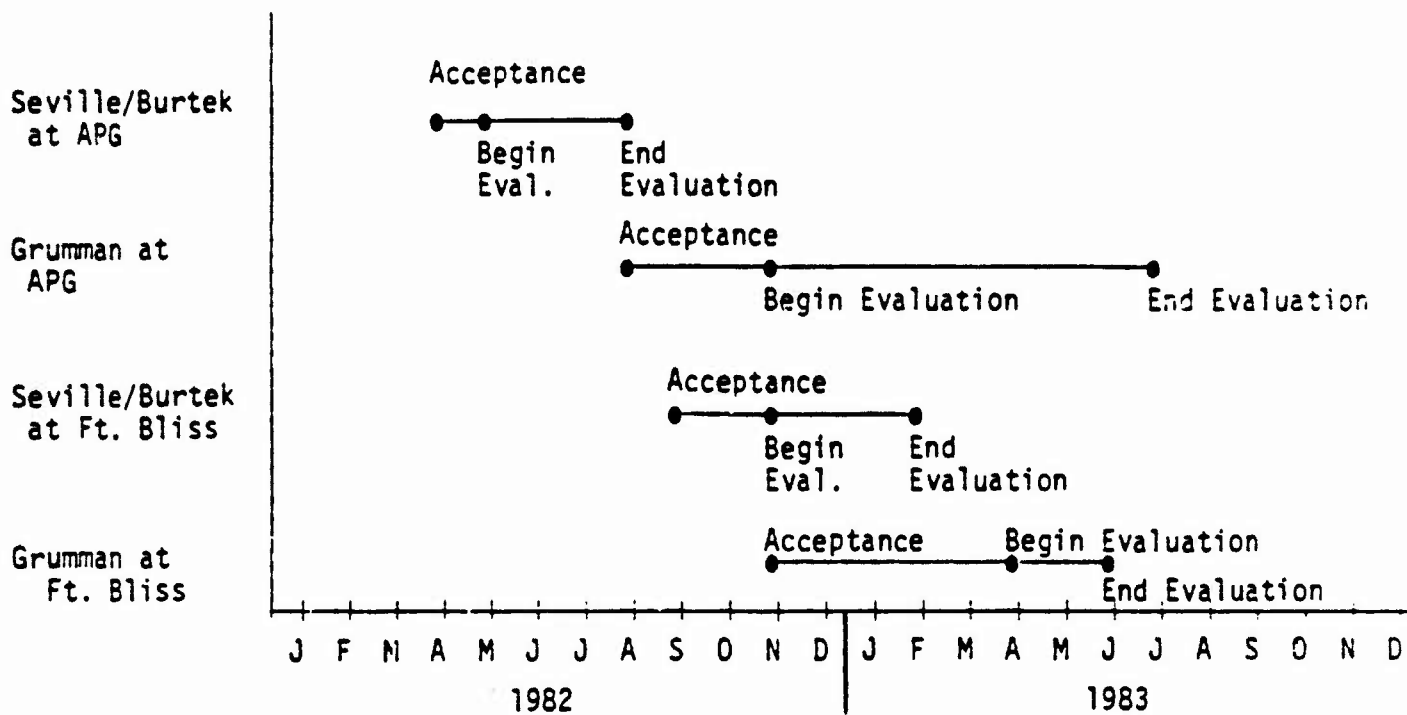 Acceptance
Seville/Burtek
at APG
Begin
Eval.
End
Evaluation
Acceptance
Grumman at
APG
Begin Evaluation
End Evaluation
Acceptance
Seville/Burtek
at Ft. Bliss
Begin
Eval.
End
Evaluation
Acceptance
Begin Evaluation
Grumman at
Ft. Bliss
End Evaluation
J F M A M J J A S O N D J F M A M J J A S O N D
1982
1983